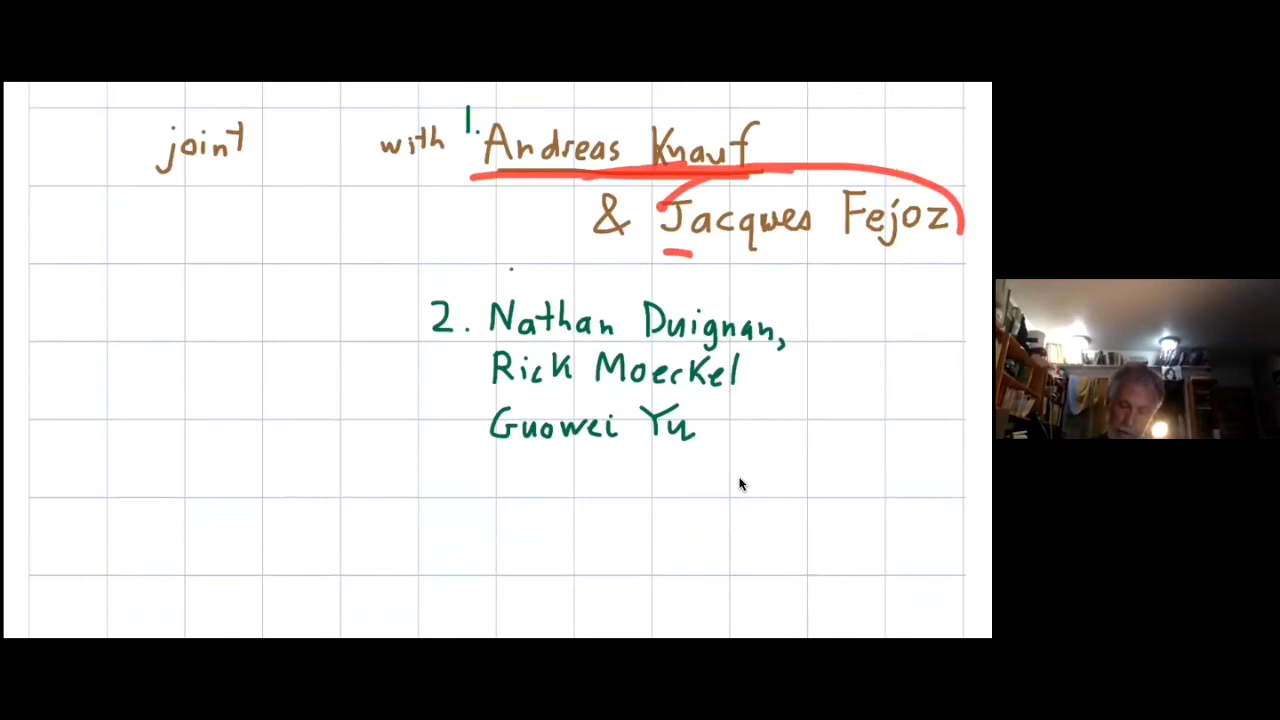 joint with 1. Andreas Knauf
& Jacques Fejoz
2. Nathan Duignan,
Rick Moeckel
Guowei Yu